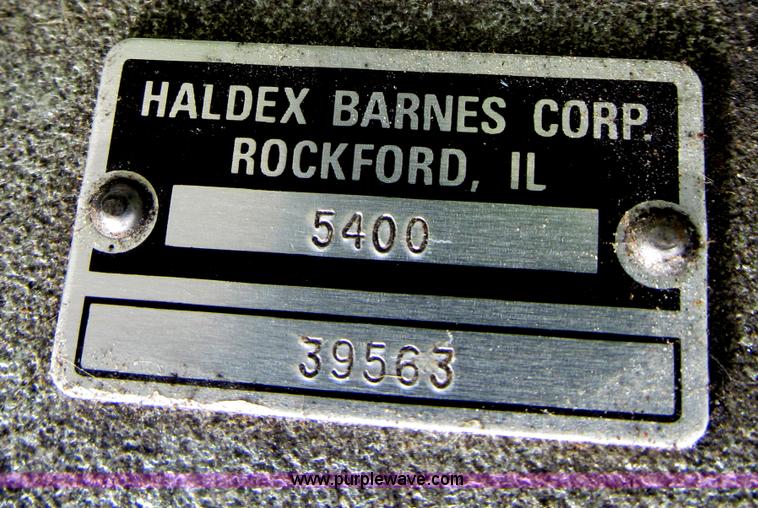 HALDEX BARNES CORP.
ROCKFORD, IL
5400
39563
www.purplewave.com